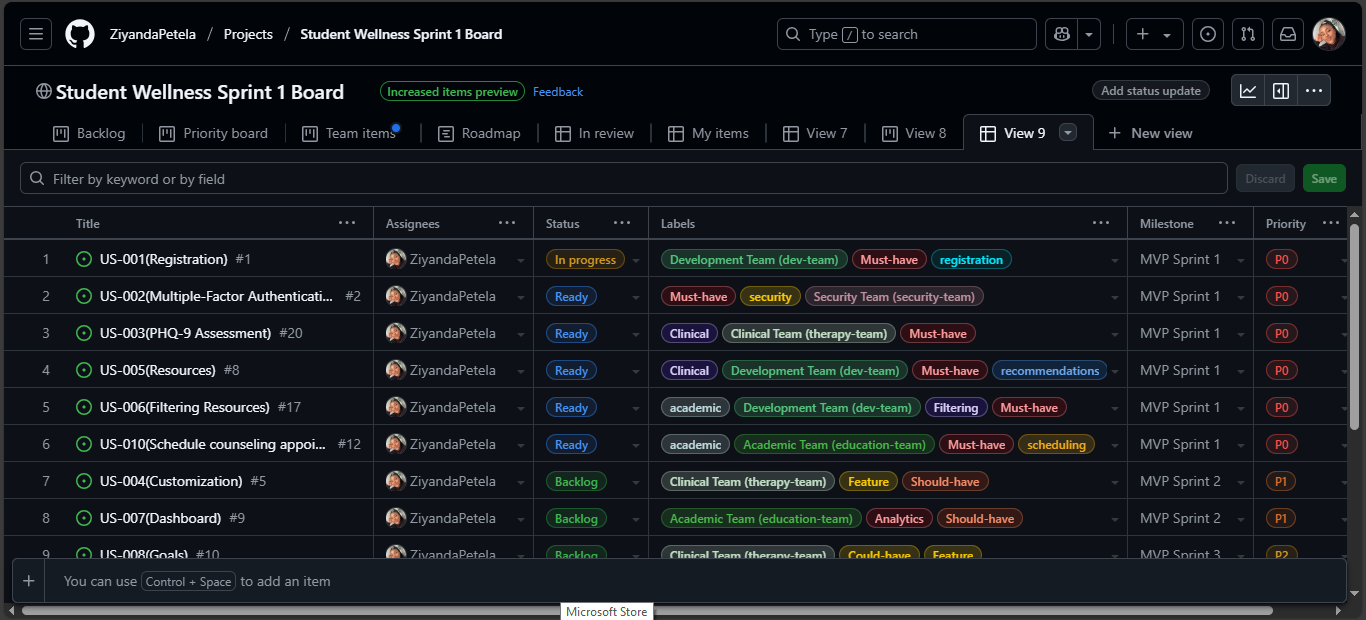 ZiyandaPetela / Projects / Student Wellness Sprint 1 Board Type / to search
Student Wellness Sprint 1 Board Increased items preview Feedback Add status update
Backlog Priority board Team items Roadmap In review My items View 7 View 8 View 9 New view
Filter by keyword or by field Discard Save
Title Assignees Status Labels Milestone Priority
1 US-001(Registration) #1 ZiyandaPetela In progress Development Team (dev-team) Must-have registration MVP Sprint 1 P0
2 US-002(Multiple-Factor Authenticati... #2 ZiyandaPetela Ready Must-have security Security Team (security-team) MVP Sprint 1 P0
3 US-003(PHQ-9 Assessment) #20 ZiyandaPetela Ready Clinical Clinical Team (therapy-team) Must-have MVP Sprint 1 P0
4 US-005(Resources) #8 ZiyandaPetela Ready Clinical Development Team (dev-team) Must-have recommendations MVP Sprint 1 P0
5 US-006(Filtering Resources) #17 ZiyandaPetela Ready academic Development Team (dev-team) Filtering Must-have MVP Sprint 1 P0
6 US-010(Schedule counseling appoi... #12 ZiyandaPetela Ready academic Academic Team (education-team) Must-have scheduling MVP Sprint 1 P0
7 US-004(Customization) #5 ZiyandaPetela Backlog Clinical Team (therapy-team) Feature Should-have MVP Sprint 2 P1
8 US-007(Dashboard) #9 ZiyandaPetela Backlog Academic Team (education-team) Analytics Should-have MVP Sprint 2 P1
9 US-008(Goals) #10 ZiyandaPetela Backlog Clinical Team (therapy-team) Could-have Feature MVP Sprint 3 P2
You can use Control + Space to add an item
Microsoft Store